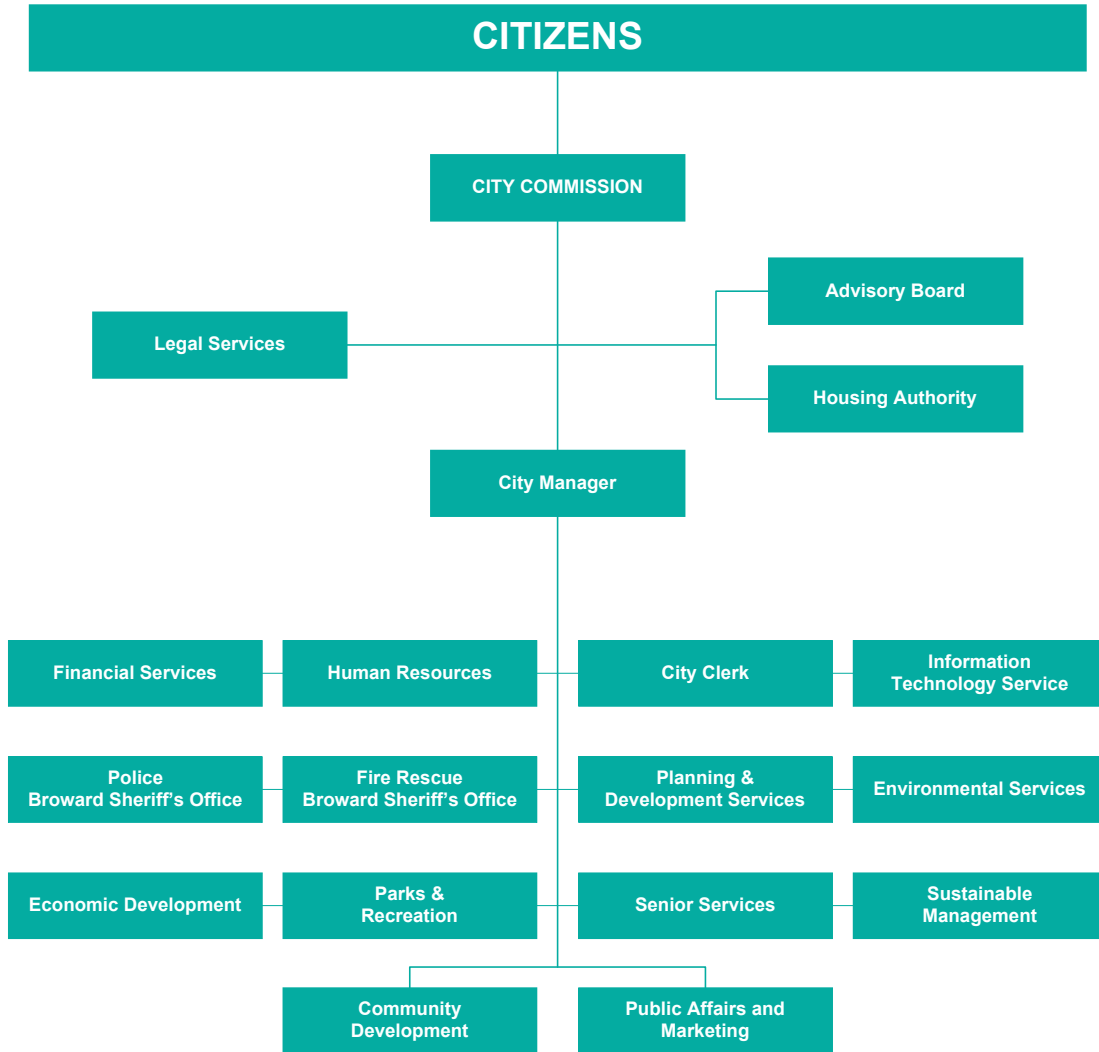 CITIZENS
CITY COMMISSION
Advisory Board
Legal Services
Housing Authority
City Manager
Financial Services
Human Resources
City Clerk
Information
Technology Service
Police
Broward Sheriff's Office
Fire Rescue
Broward Sheriff's Office
Planning &
Development Services
Environmental Services
Economic Development
Parks &
Recreation
Senior Services
Sustainable
Management
Community
Development
Public Affairs and
Marketing